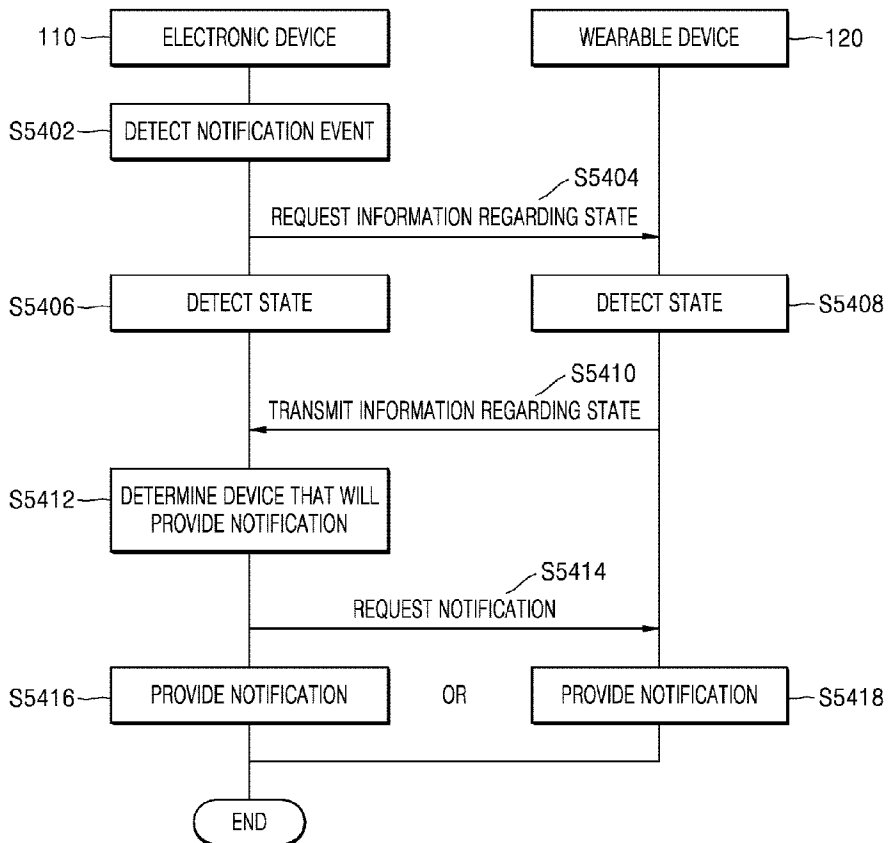 110
ELECTRONIC DEVICE
WEARABLE DEVICE
120
S5402
DETECT NOTIFICATION EVENT
S5404
REQUEST INFORMATION REGARDING STATE
S5406
DETECT STATE
DETECT STATE
S5408
S5410
TRANSMIT INFORMATION REGARDING STATE
S5412
DETERMINE DEVICE THAT WILL
PROVIDE NOTIFICATION
S5414
REQUEST NOTIFICATION
S5416
PROVIDE NOTIFICATION
OR
PROVIDE NOTIFICATION
S5418
END